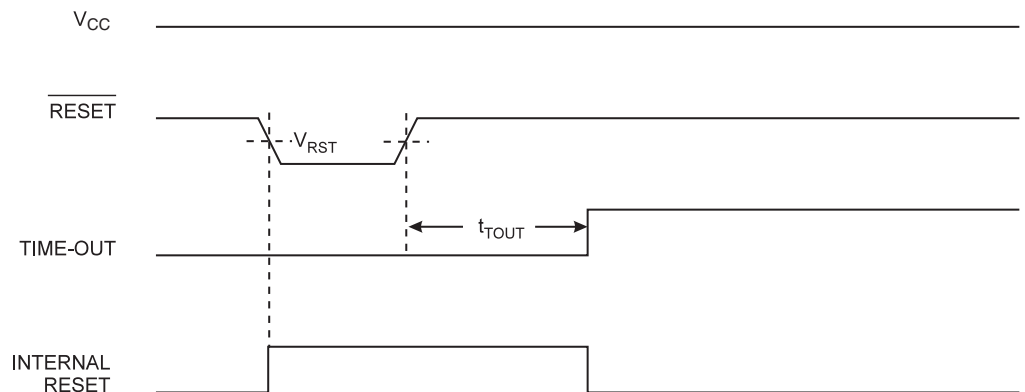 VCC
RESET
VRST
tTOUT
TIME-OUT
INTERNAL
RESET